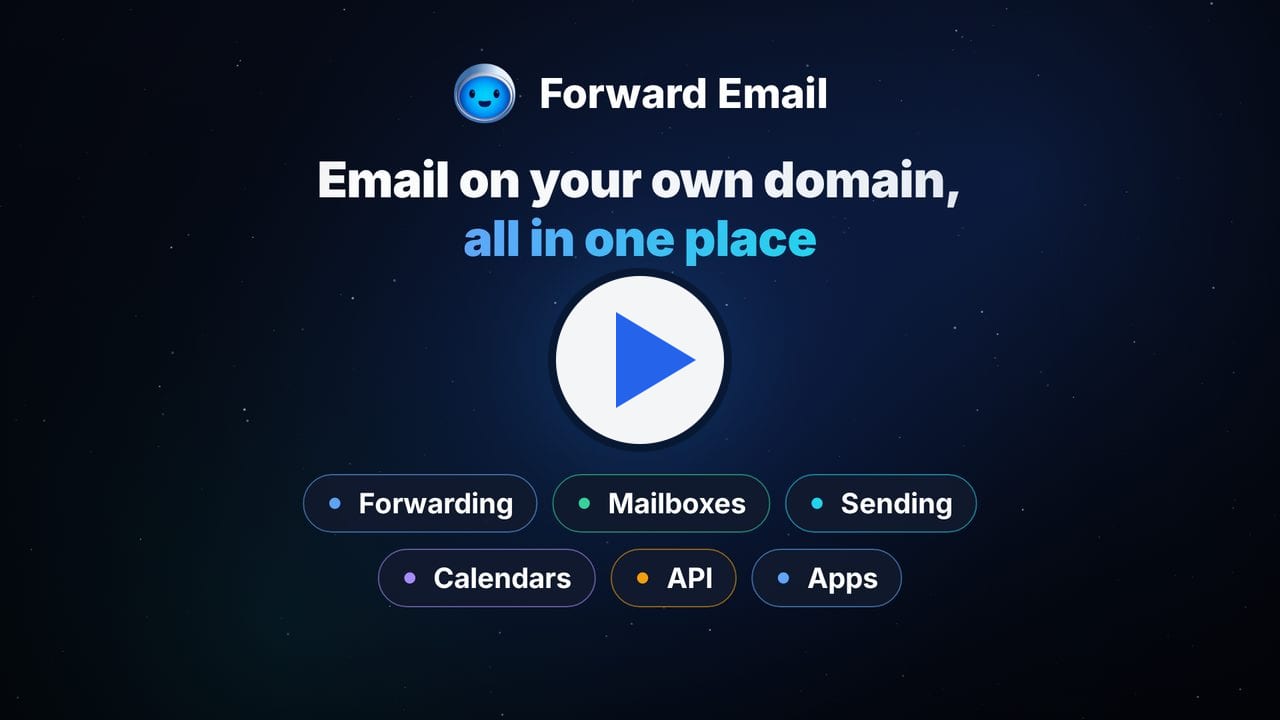 Forward Email
Email on your own domain,
all in one place
Forwarding
Mailboxes
Sending
Calendars
API
Apps